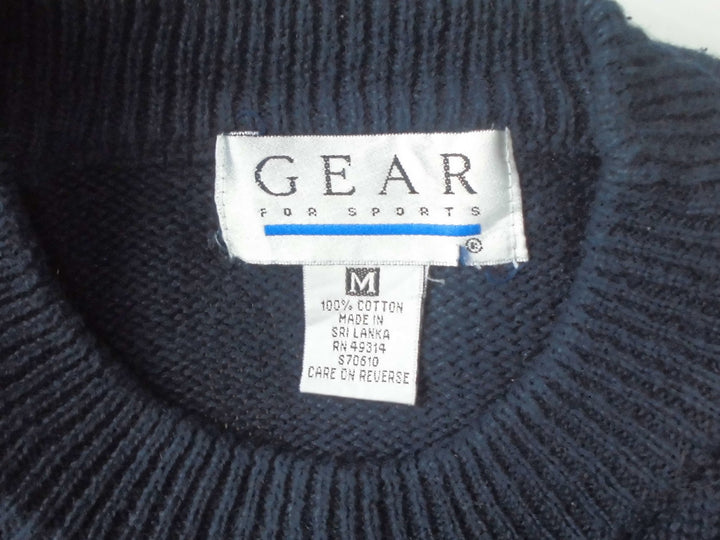 GEAR
FOR SPORTS
®
M
100% COTTON
MADE IN
SRI LANKA
RN 49314
S70610
CARE ON REVERSE